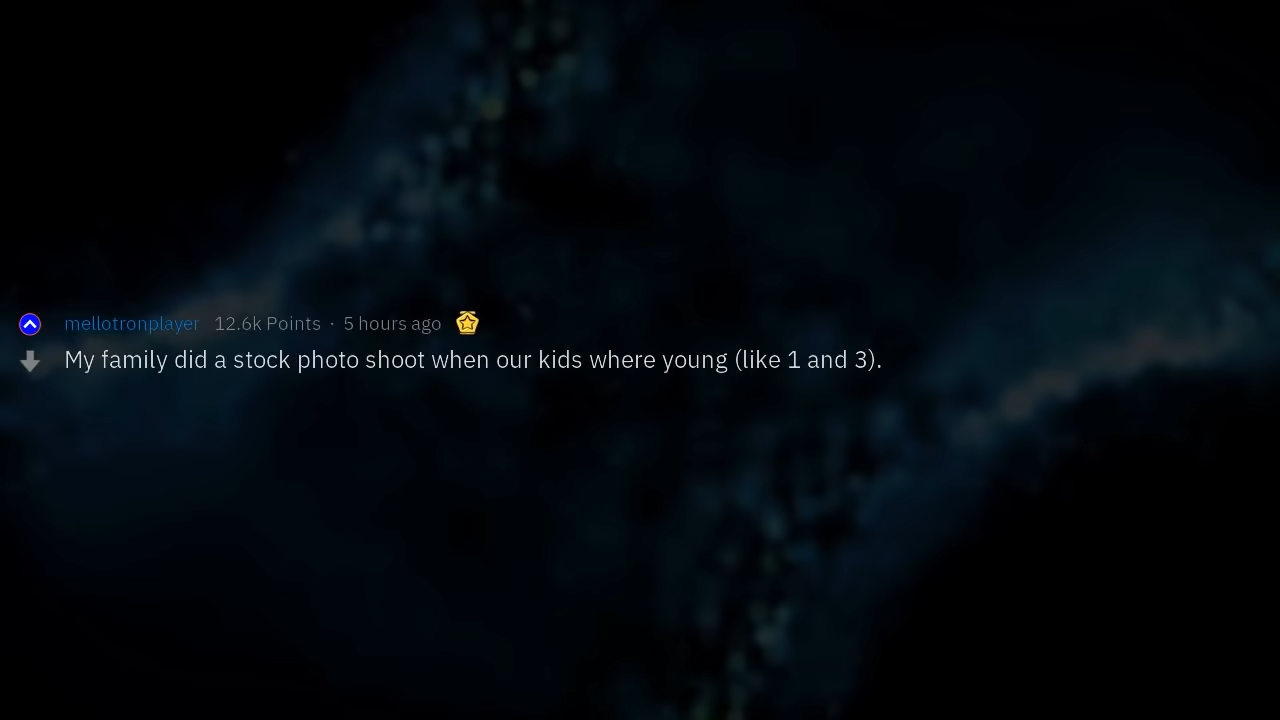 mellotronplayer 12.6k Points · 5 hours ago
My family did a stock photo shoot when our kids where young (like 1 and 3).